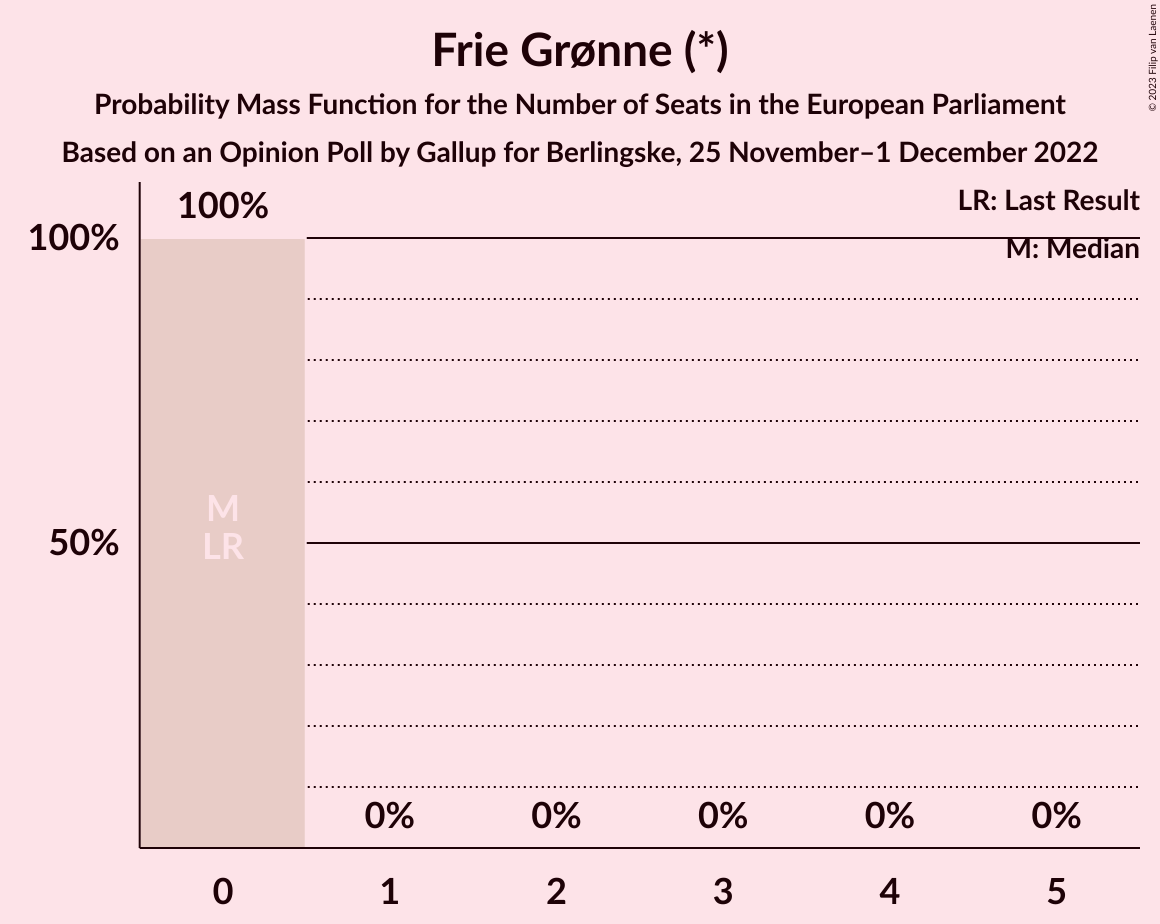 Frie Grønne (*)
Probability Mass Function for the Number of Seats in the European Parliament
Based on an Opinion Poll by Gallup for Berlingske, 25 November–1 December 2022
© 2023 Filip van Laenen
LR: Last Result
M: Median
100%
100%
50%
M
LR
0% 0% 0% 0% 0%
0 1 2 3 4 5